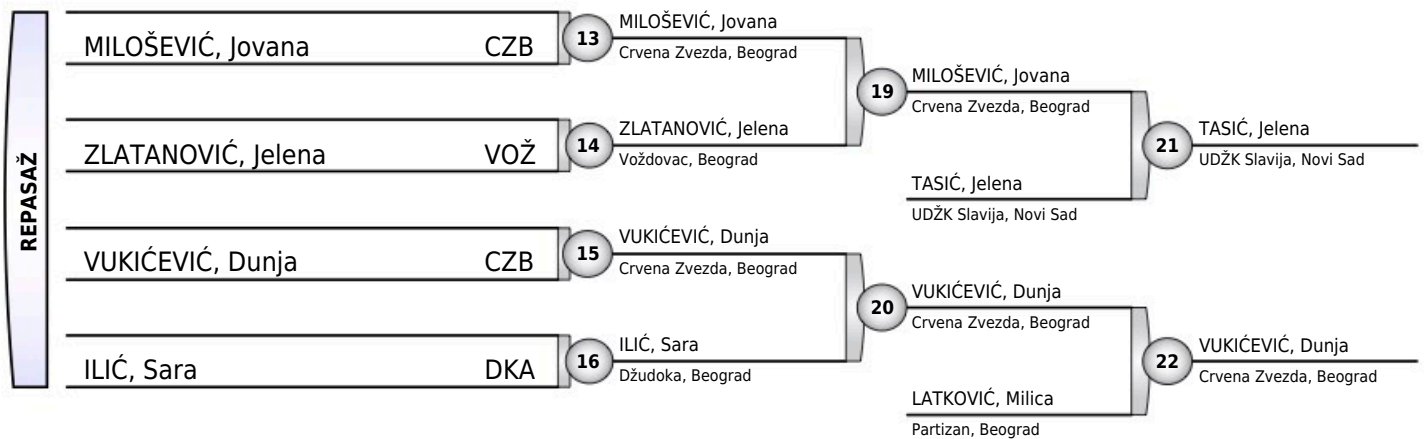 REPASAŽ
MILOŠEVIĆ, Jovana CZB
13
MILOŠEVIĆ, Jovana
Crvena Zvezda, Beograd
ZLATANOVIĆ, Jelena VOŽ
14
ZLATANOVIĆ, Jelena
Voždovac, Beograd
19
MILOŠEVIĆ, Jovana
Crvena Zvezda, Beograd
TASIĆ, Jelena
UDŽK Slavija, Novi Sad
21
TASIĆ, Jelena
UDŽK Slavija, Novi Sad
VUKIĆEVIĆ, Dunja CZB
15
VUKIĆEVIĆ, Dunja
Crvena Zvezda, Beograd
ILIĆ, Sara DKA
16
ILIĆ, Sara
Džudoka, Beograd
20
VUKIĆEVIĆ, Dunja
Crvena Zvezda, Beograd
LATKOVIĆ, Milica
Partizan, Beograd
22
VUKIĆEVIĆ, Dunja
Crvena Zvezda, Beograd